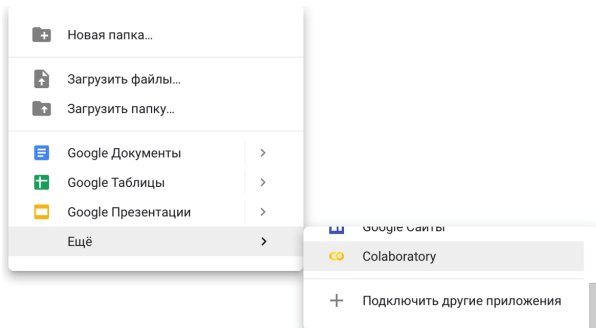 Новая папка...
Загрузить файлы...
Загрузить папку...
Google Документы
Google Таблицы
Google Презентации
Ещё
Google Сайты
Colaboratory
Подключить другие приложения